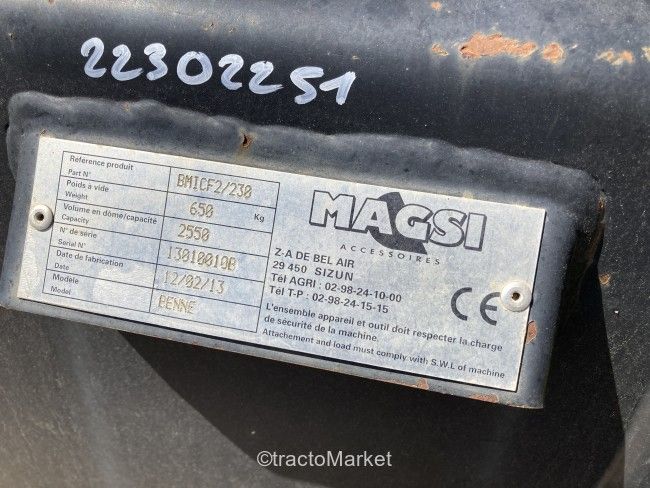 22302251
Reference produit
Part N°
BMICF2/230
Poids à vide
Weight
650 Kg
Volume en dôme/capacité
Capacity
2550
N° de série
Serial N°
13010010B
Date de fabrication
Date
12/02/13
Modèle
Model
BENNE
MAGSI
ACCESSOIRES
Z-A DE BEL AIR
29 450 SIZUN
Tél AGRI : 02-98-24-10-00
Tél T-P : 02-98-24-15-15
CE
L'ensemble appareil et outil doit respecter la charge
de sécurité de la machine.
Attachement and load must comply with S.W.L of machine
©tractoMarket